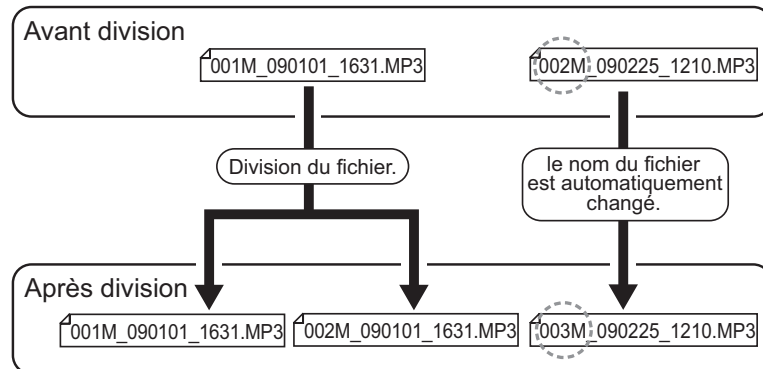 Avant division
001M_090101_1631.MP3
002M_090225_1210.MP3
Division du fichier.
le nom du fichier
est automatiquement
changé.
Après division
001M_090101_1631.MP3
002M_090101_1631.MP3
003M_090225_1210.MP3